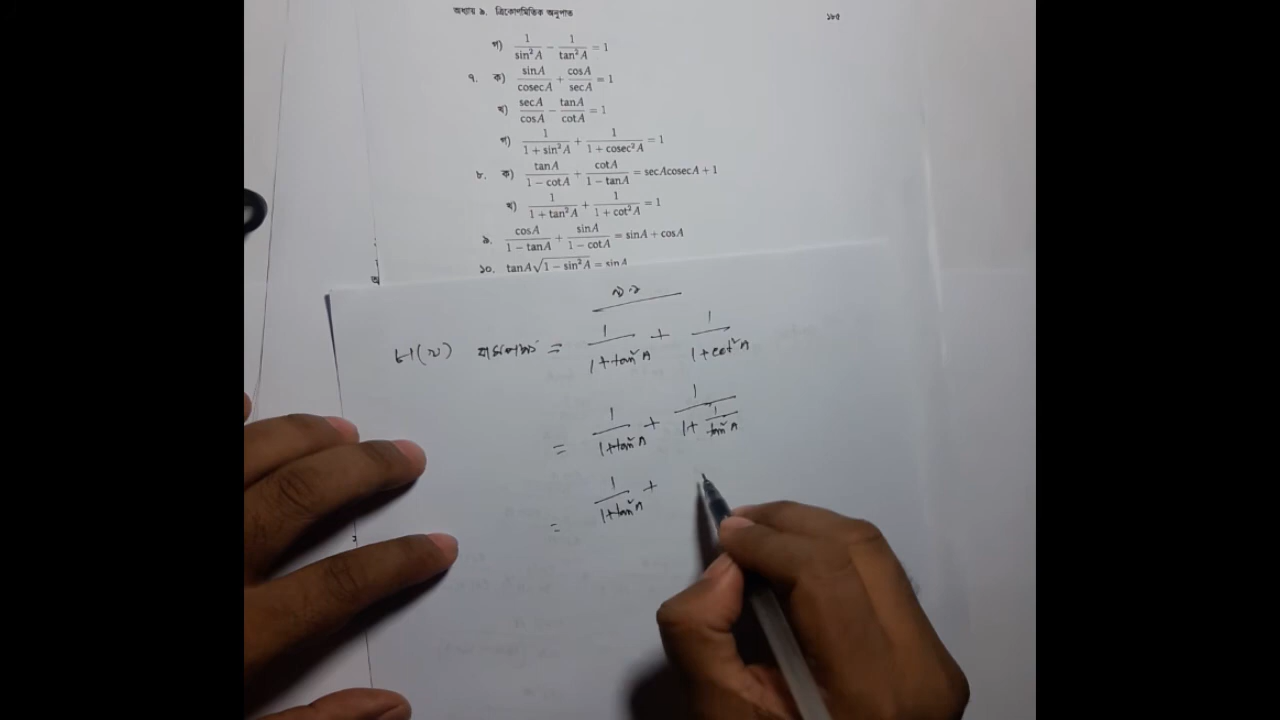 অধ্যায় ৯. ত্রিকোণমিতিক অনুপাত ১৮৫
গ) 1/sin²A − 1/tan²A = 1
৭. ক) sinA/cosecA + cosA/secA = 1
খ) secA/cosA − tanA/cotA = 1
গ) 1/(1 + sin²A) + 1/(1 + cosec²A) = 1
৮. ক) tanA/(1 − cotA) + cotA/(1 − tanA) = secAcosecA + 1
খ) 1/(1 + tan²A) + 1/(1 + cot²A) = 1
৯. cosA/(1 − tanA) + sinA/(1 − cotA) = sinA + cosA
১০. tanA√(1 − sin²A) = sinA
৯.১
৮।(খ) বামপক্ষ = 1/(1+tan²A) + 1/(1+cot²A)
= 1/(1+tan²A) + 1/(1+ 1/tan²A)
= 1/(1+tan²A) +